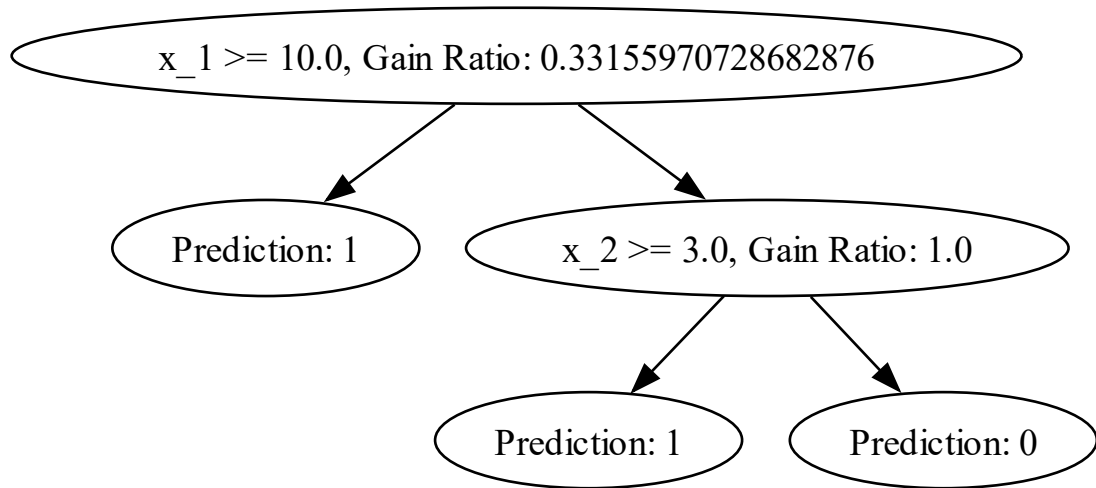 x_1 >= 10.0, Gain Ratio: 0.33155970728682876
Prediction: 1
x_2 >= 3.0, Gain Ratio: 1.0
Prediction: 1
Prediction: 0